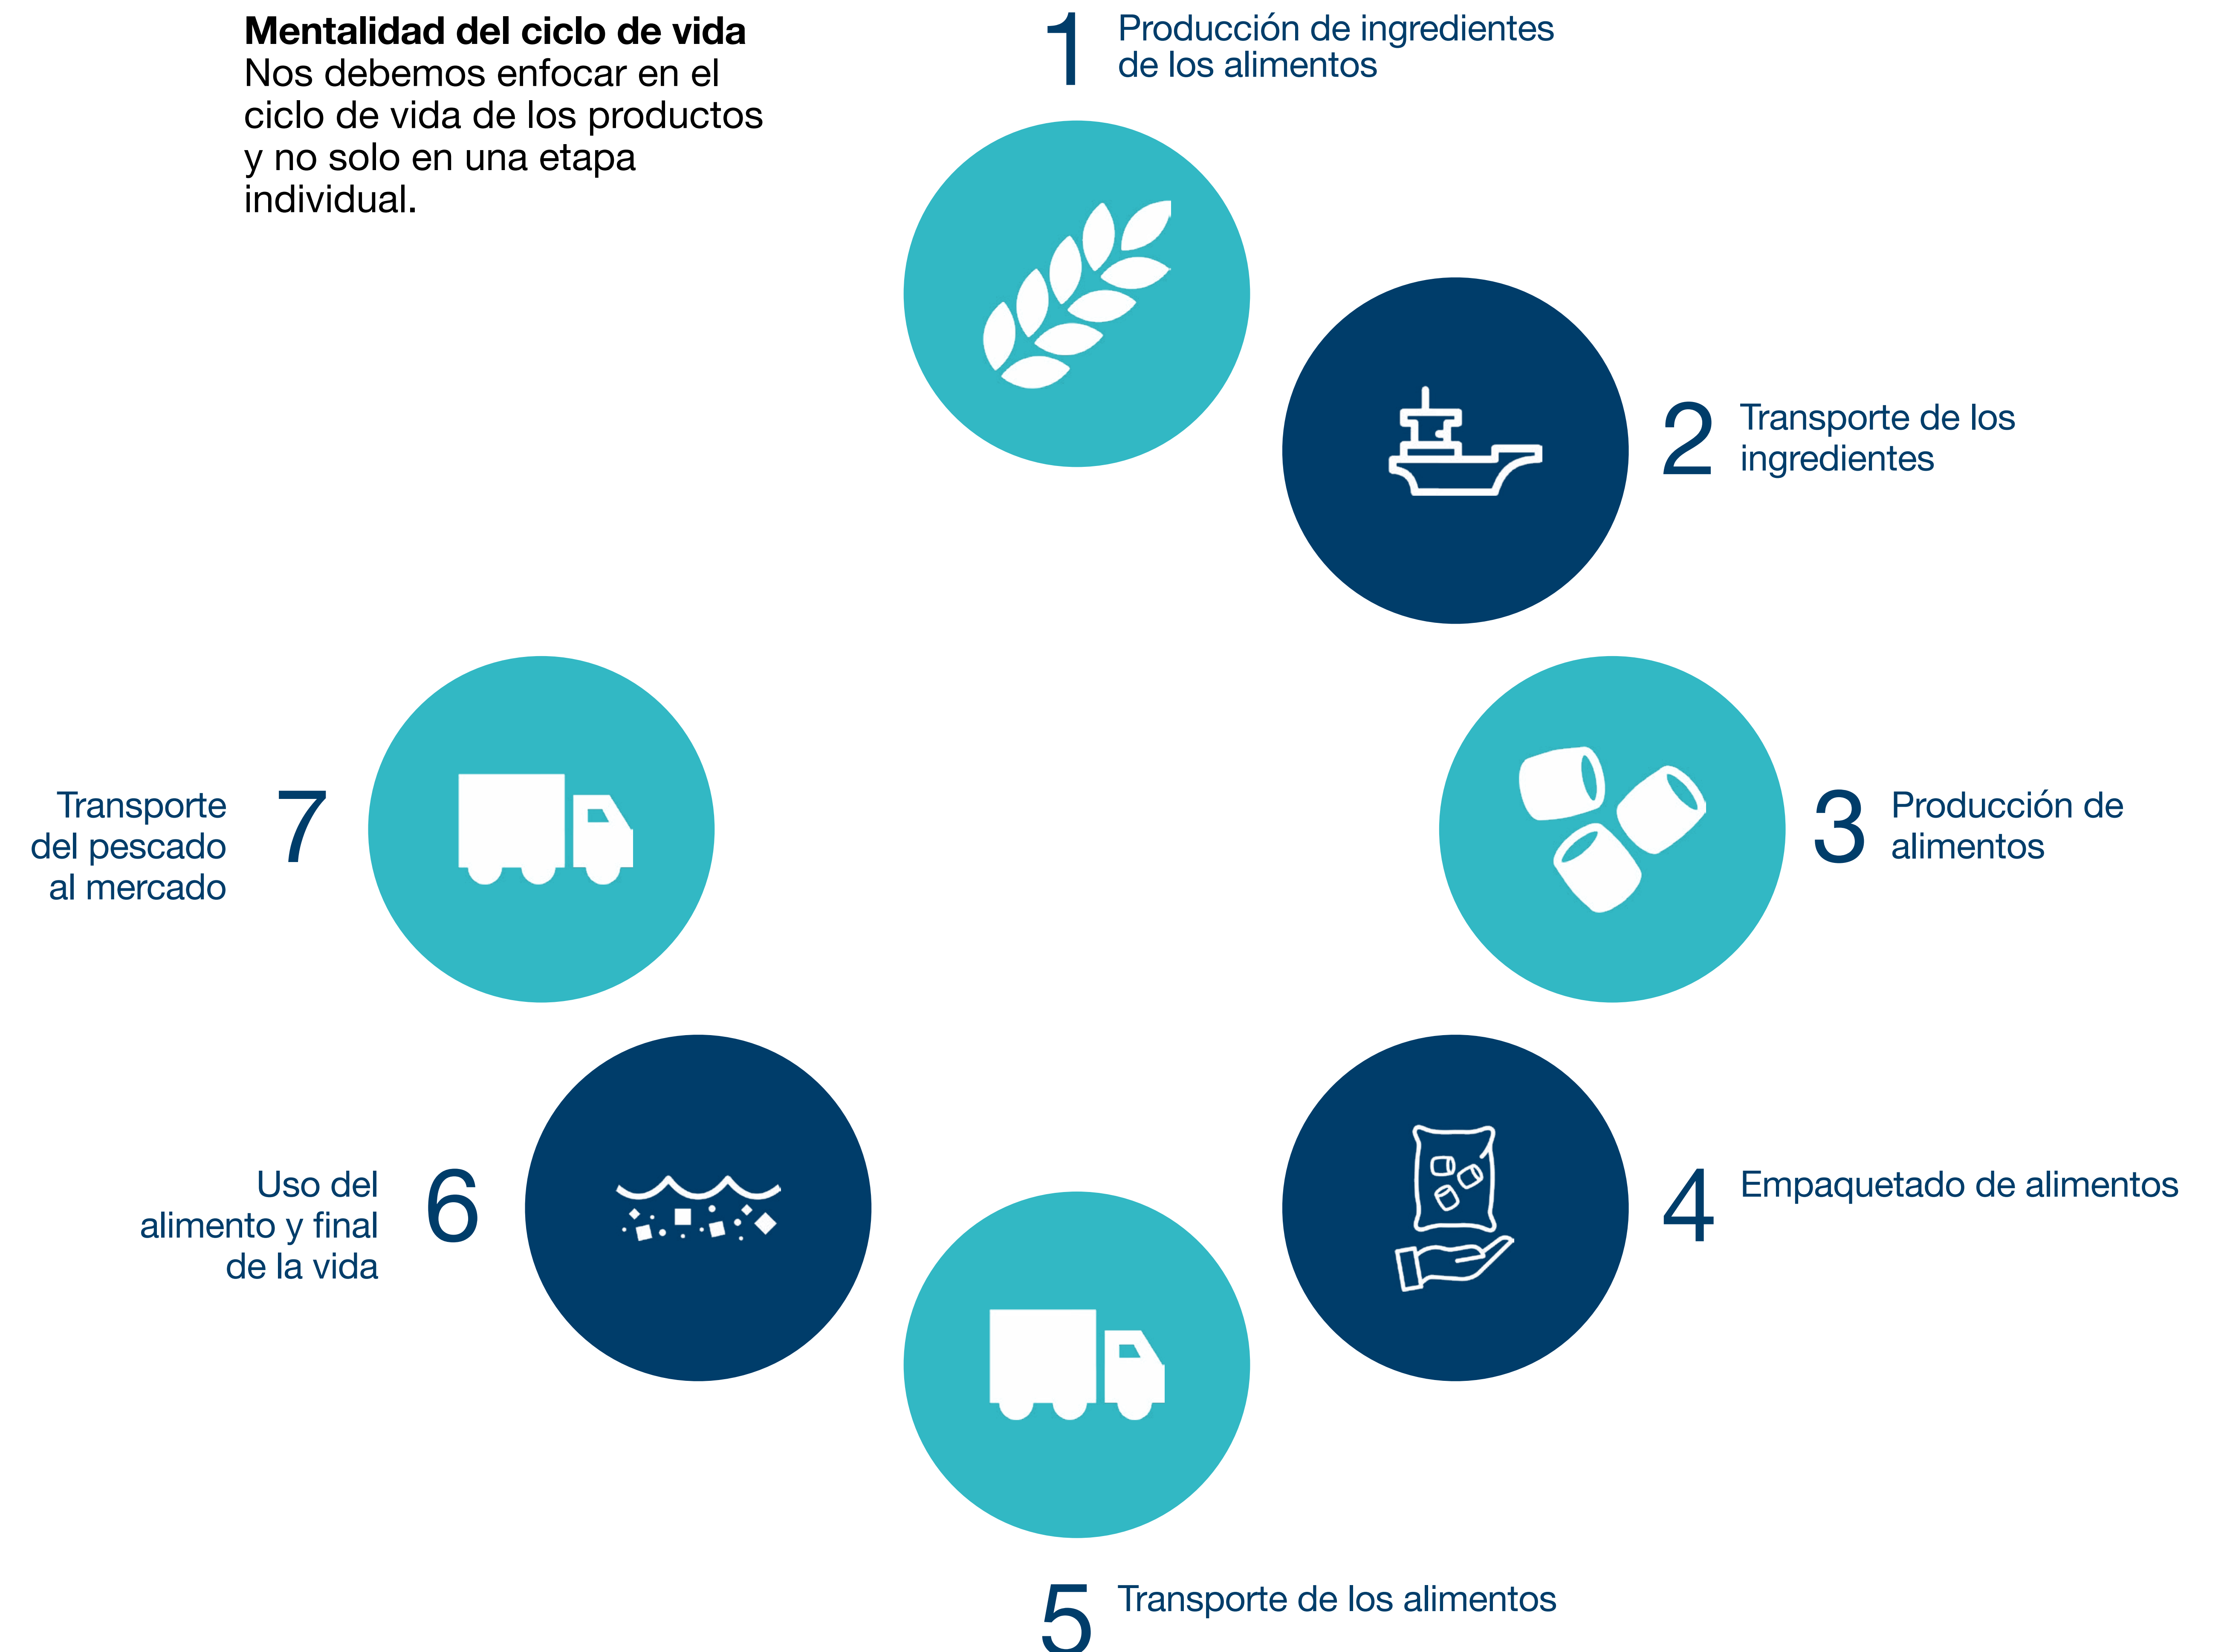 Mentalidad del ciclo de vida
Nos debemos enfocar en el
ciclo de vida de los productos
y no solo en una etapa
individual.
1
Producción de ingredientes
de los alimentos
2
Transporte de los
ingredientes
3
Producción de
alimentos
4
Empaquetado de alimentos
5
Transporte de los alimentos
6
Uso del
alimento y final
de la vida
7
Transporte
del pescado
al mercado